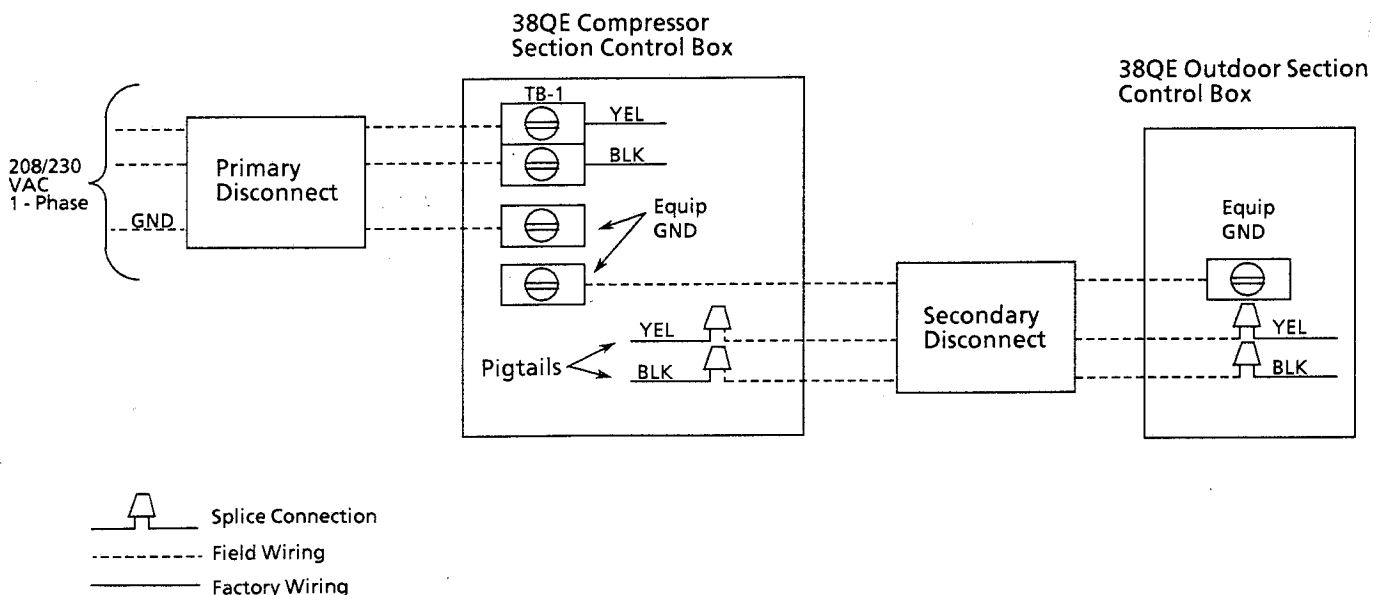 38QE Compressor
Section Control Box
38QE Outdoor Section
Control Box
TB-1
YEL
BLK
208/230
VAC
1 - Phase
Primary
Disconnect
GND
Equip
GND
Equip
GND
Secondary
Disconnect
YEL
BLK
Pigtails
YEL
BLK
Splice Connection
Field Wiring
Factory Wiring